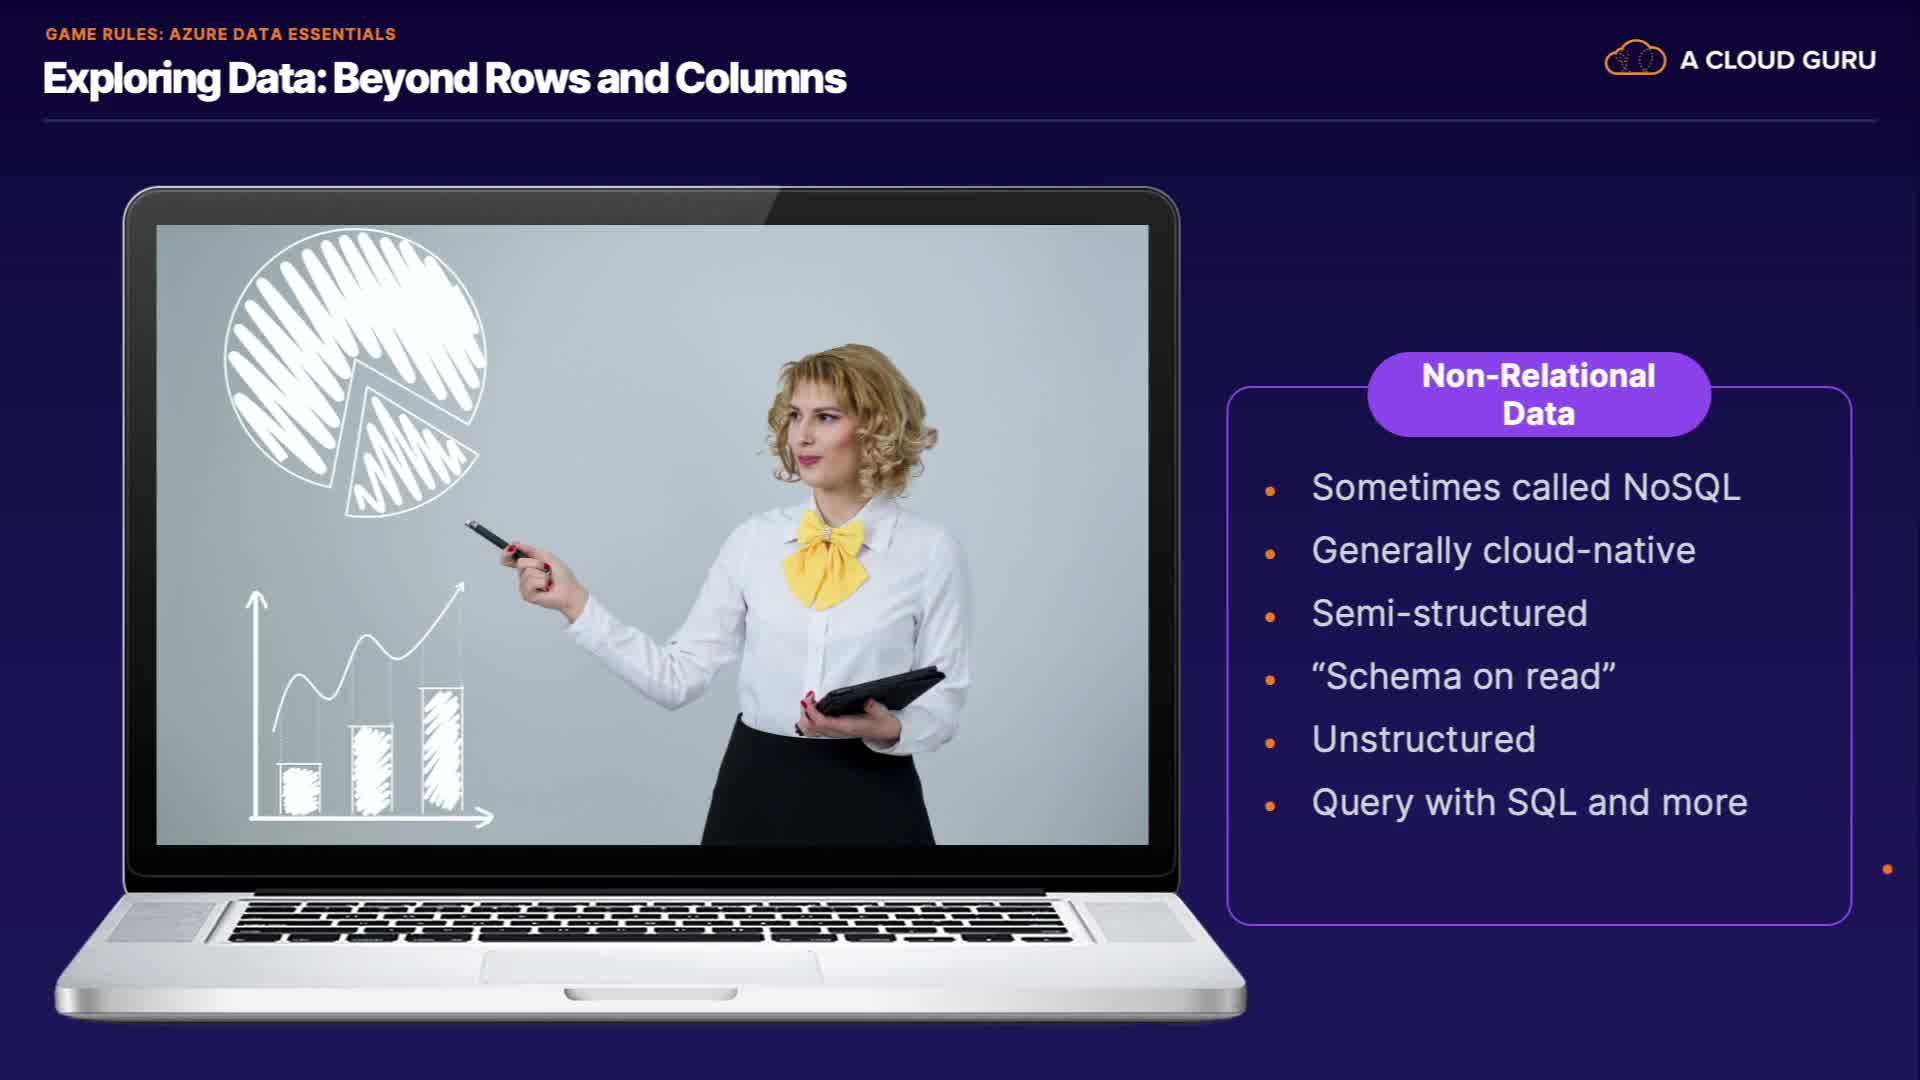 GAME RULES: AZURE DATA ESSENTIALS
Exploring Data: Beyond Rows and Columns
A CLOUD GURU
Non-Relational
Data
Sometimes called NoSQL
Generally cloud-native
Semi-structured
“Schema on read”
Unstructured
Query with SQL and more